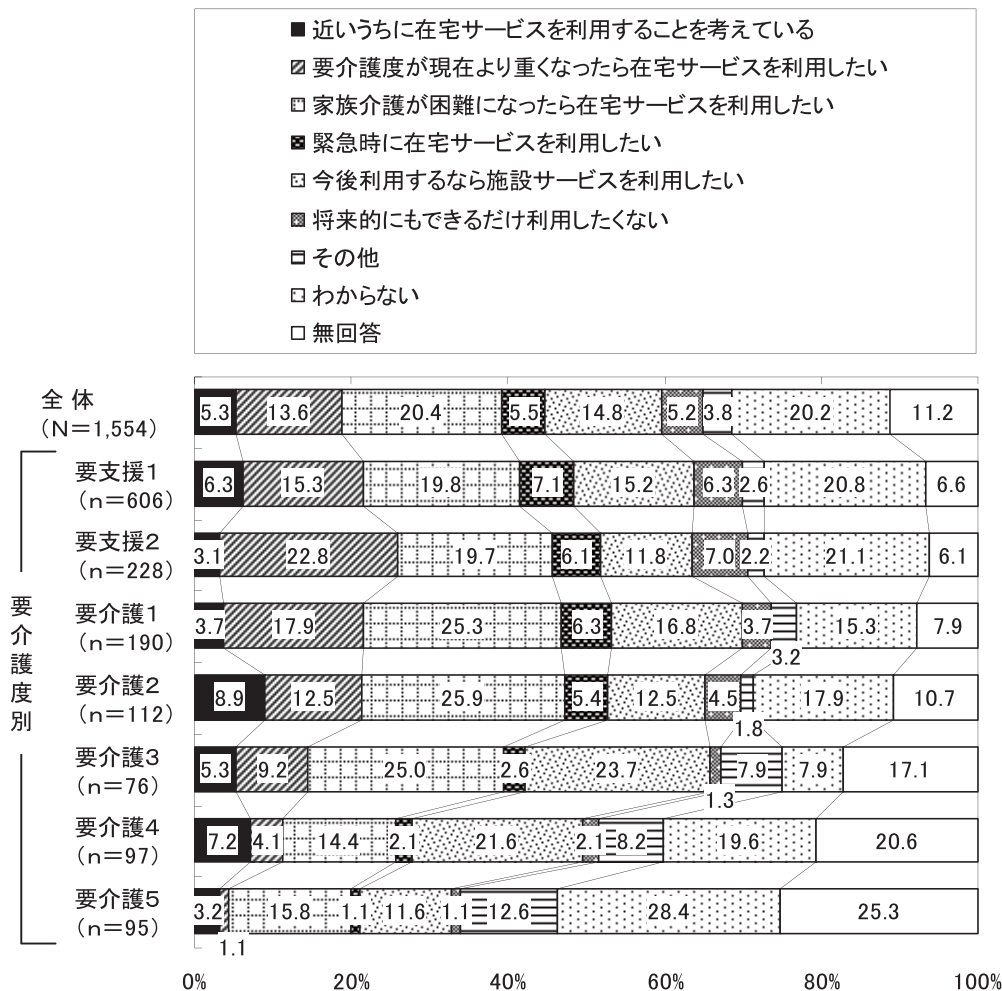 近いうちに在宅サービスを利用することを考えている
要介護度が現在より重くなったら在宅サービスを利用したい
家族介護が困難になったら在宅サービスを利用したい
緊急時に在宅サービスを利用したい
今後利用するなら施設サービスを利用したい
将来的にもできるだけ利用したくない
その他
わからない
無回答
全体
(N=1,554)
5.3 13.6 20.4 5.5 14.8 5.2 3.8 20.2 11.2
要介護度別
要支援1
(n=606)
6.3 15.3 19.8 7.1 15.2 6.3 2.6 20.8 6.6
要支援2
(n=228)
3.1 22.8 19.7 6.1 11.8 7.0 2.2 21.1 6.1
要介護1
(n=190)
3.7 17.9 25.3 6.3 16.8 3.7 3.2 15.3 7.9
要介護2
(n=112)
8.9 12.5 25.9 5.4 12.5 4.5 1.8 17.9 10.7
要介護3
(n=76)
5.3 9.2 25.0 2.6 23.7 1.3 7.9 7.9 17.1
要介護4
(n=97)
7.2 4.1 14.4 2.1 21.6 2.1 8.2 19.6 20.6
要介護5
(n=95)
3.2 1.1 15.8 1.1 11.6 1.1 12.6 28.4 25.3
0% 20% 40% 60% 80% 100%